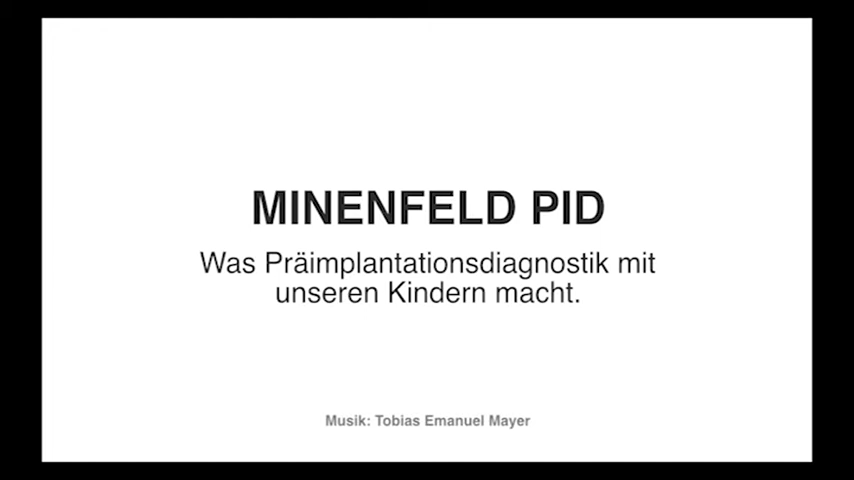 MINENFELD PID
Was Präimplantationsdiagnostik mit
unseren Kindern macht.
Musik: Tobias Emanuel Mayer